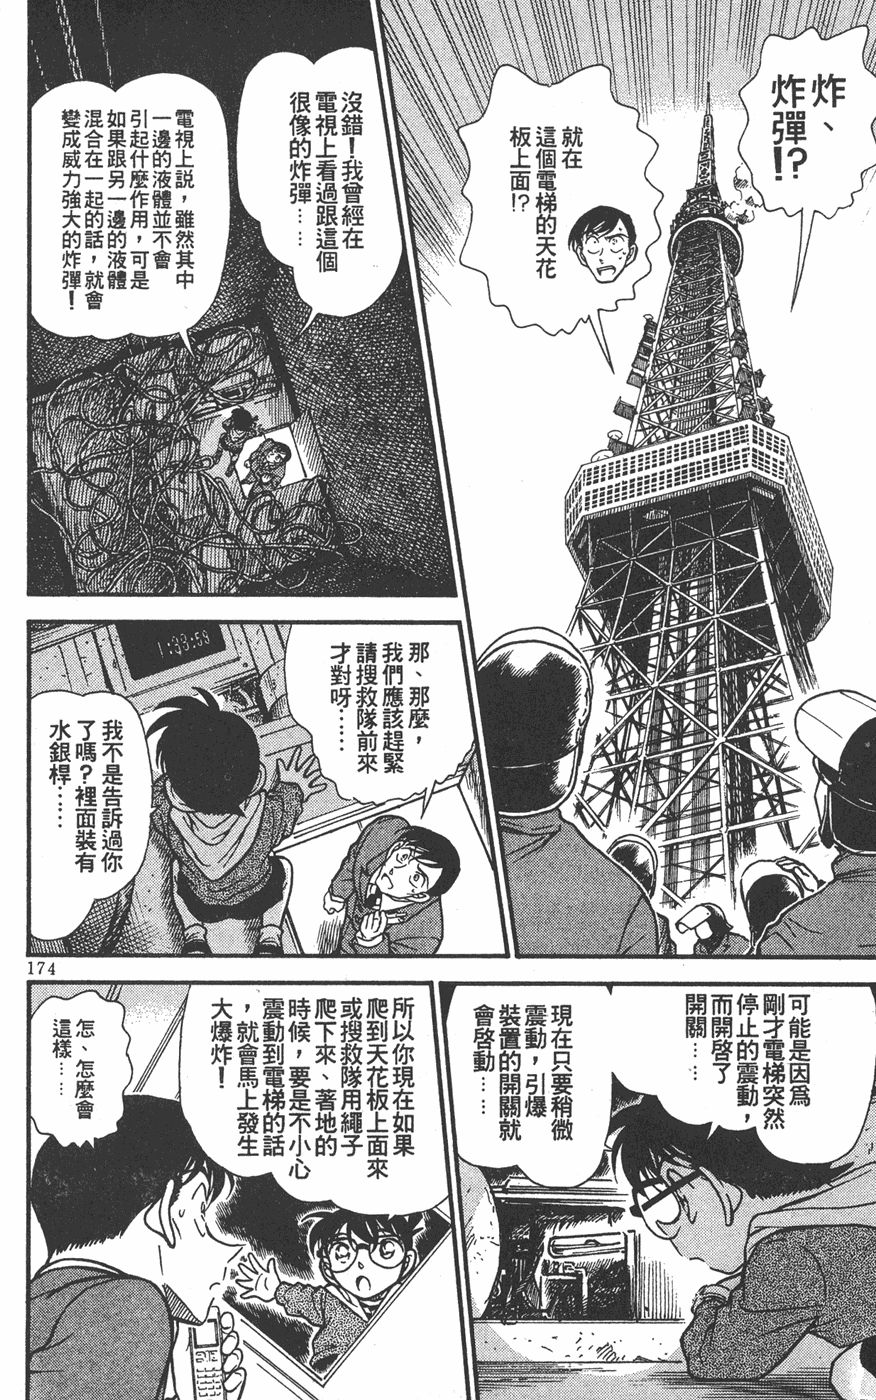 炸、
炸彈!?
就在
這個電梯的天花
板上面!?
沒錯！我曾經在
電視上看過跟這個
很像的炸彈……
電視上說，雖然其中
一邊的液體並不會
引起什麼作用，可是
如果跟另一邊的液體
混合在一起的話，就會
變成威力強大的炸彈！
那、那麼，
我們應該趕緊
請搜救隊前來
才對呀……
1:33:59
我不是告訴過你
了嗎？裡面裝有
水銀桿……
174
可能是因為
剛才電梯突然
停止的震動，
而開啓了
開關……
現在只要稍微
震動，引爆
裝置的開關就
會啓動……
所以你現在如果
爬到天花板上面來
或搜救隊用繩子
爬下來、著地的
時候，要是不小心
震動到電梯的話
，就會馬上發生
大爆炸！
怎、怎麼會
這樣……